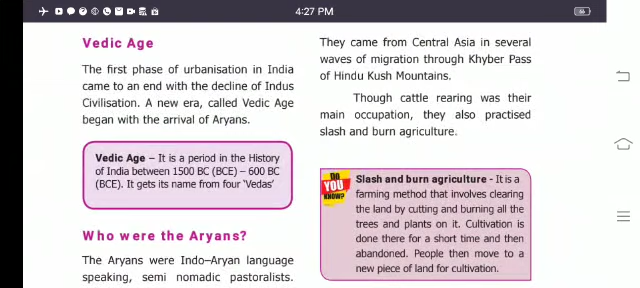 4:27 PM
Vedic Age
The first phase of urbanisation in India
came to an end with the decline of Indus
Civilisation. A new era, called Vedic Age
began with the arrival of Aryans.
Vedic Age – It is a period in the History
of India between 1500 BC (BCE) – 600 BC
(BCE). It gets its name from four 'Vedas'
Who were the Aryans?
The Aryans were Indo–Aryan language
speaking, semi nomadic pastoralists.
They came from Central Asia in several
waves of migration through Khyber Pass
of Hindu Kush Mountains.
Though cattle rearing was their
main occupation, they also practised
slash and burn agriculture.
DO
YOU
KNOW?
Slash and burn agriculture - It is a
farming method that involves clearing
the land by cutting and burning all the
trees and plants on it. Cultivation is
done there for a short time and then
abandoned. People then move to a
new piece of land for cultivation.